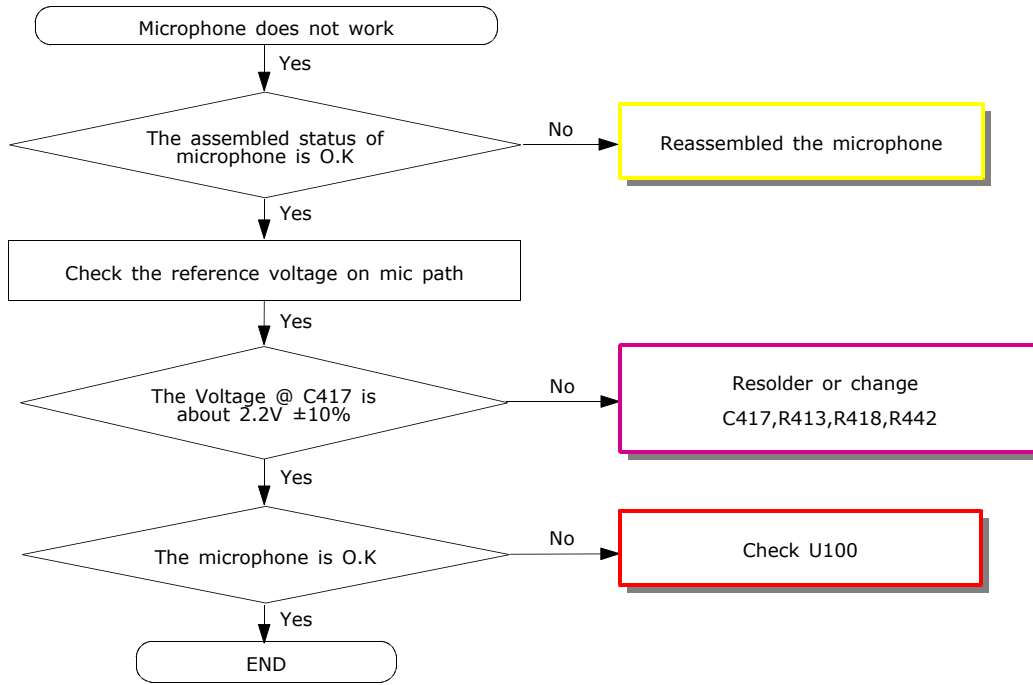 Microphone does not work
Yes
The assembled status of
microphone is O.K
No
Reassembled the microphone
Yes
Check the reference voltage on mic path
Yes
The Voltage @ C417 is
about 2.2V ±10%
No
Resolder or change
C417,R413,R418,R442
Yes
The microphone is O.K
No
Check U100
Yes
END